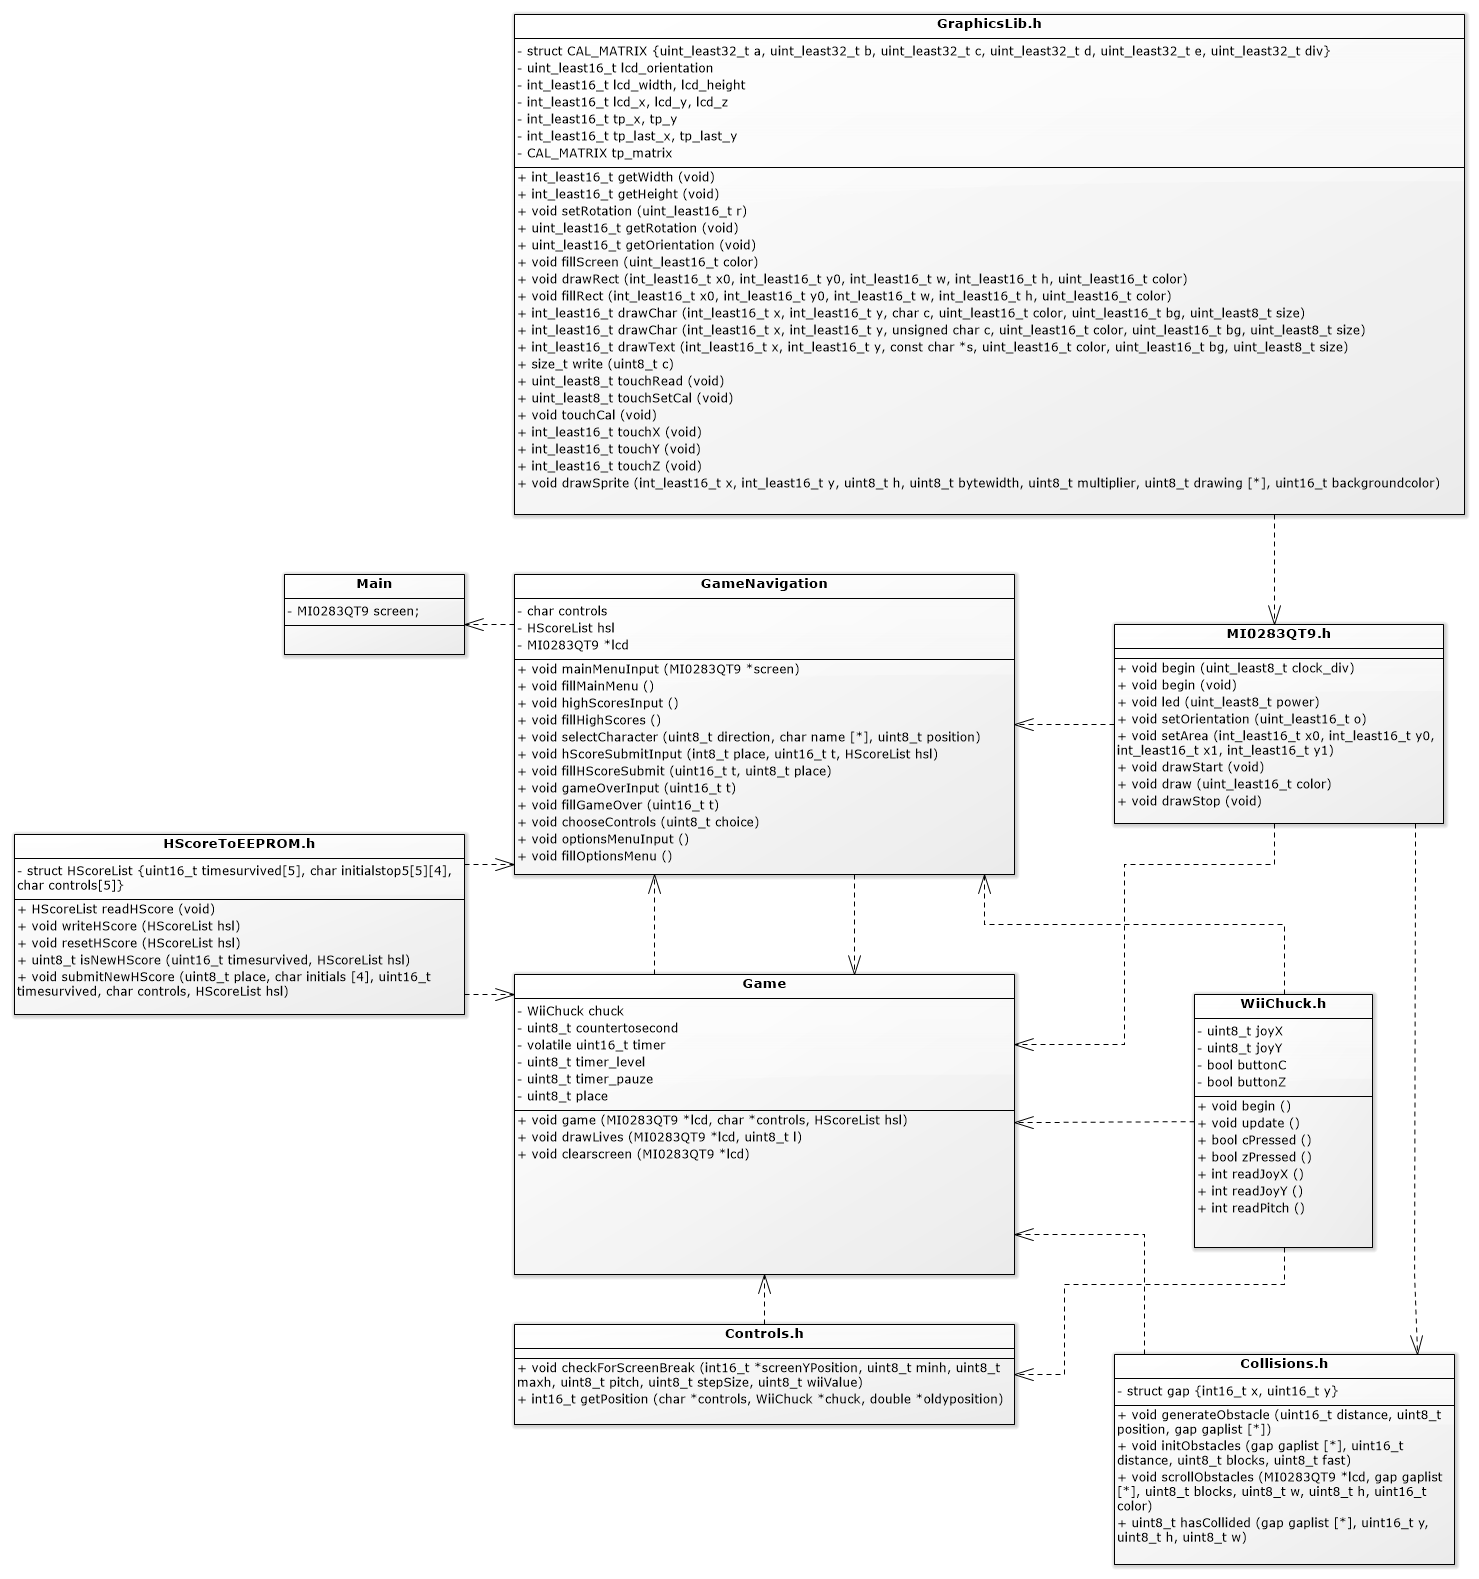 GraphicsLib.h
- struct CAL_MATRIX {uint_least32_t a, uint_least32_t b, uint_least32_t c, uint_least32_t d, uint_least32_t e, uint_least32_t div}
- uint_least16_t lcd_orientation
- int_least16_t lcd_width, lcd_height
- int_least16_t lcd_x, lcd_y, lcd_z
- int_least16_t tp_x, tp_y
- int_least16_t tp_last_x, tp_last_y
- CAL_MATRIX tp_matrix
+ int_least16_t getWidth (void)
+ int_least16_t getHeight (void)
+ void setRotation (uint_least16_t r)
+ uint_least16_t getRotation (void)
+ uint_least16_t getOrientation (void)
+ void fillScreen (uint_least16_t color)
+ void drawRect (int_least16_t x0, int_least16_t y0, int_least16_t w, int_least16_t h, uint_least16_t color)
+ void fillRect (int_least16_t x0, int_least16_t y0, int_least16_t w, int_least16_t h, uint_least16_t color)
+ int_least16_t drawChar (int_least16_t x, int_least16_t y, char c, uint_least16_t color, uint_least16_t bg, uint_least8_t size)
+ int_least16_t drawChar (int_least16_t x, int_least16_t y, unsigned char c, uint_least16_t color, uint_least16_t bg, uint_least8_t size)
+ int_least16_t drawText (int_least16_t x, int_least16_t y, const char *s, uint_least16_t color, uint_least16_t bg, uint_least8_t size)
+ size_t write (uint8_t c)
+ uint_least8_t touchRead (void)
+ uint_least8_t touchSetCal (void)
+ void touchCal (void)
+ int_least16_t touchX (void)
+ int_least16_t touchY (void)
+ int_least16_t touchZ (void)
+ void drawSprite (int_least16_t x, int_least16_t y, uint8_t h, uint8_t bytewidth, uint8_t multiplier, uint8_t drawing [*], uint16_t backgroundcolor)
Main
- MI0283QT9 screen;
GameNavigation
- char controls
- HScoreList hsl
- MI0283QT9 *lcd
+ void mainMenuInput (MI0283QT9 *screen)
+ void fillMainMenu ()
+ void highScoresInput ()
+ void fillHighScores ()
+ void selectCharacter (uint8_t direction, char name [*], uint8_t position)
+ void hScoreSubmitInput (int8_t place, uint16_t t, HScoreList hsl)
+ void fillHScoreSubmit (uint16_t t, uint8_t place)
+ void gameOverInput (uint16_t t)
+ void fillGameOver (uint16_t t)
+ void chooseControls (uint8_t choice)
+ void optionsMenuInput ()
+ void fillOptionsMenu ()
MI0283QT9.h
+ void begin (uint_least8_t clock_div)
+ void begin (void)
+ void led (uint_least8_t power)
+ void setOrientation (uint_least16_t o)
+ void setArea (int_least16_t x0, int_least16_t y0,
int_least16_t x1, int_least16_t y1)
+ void drawStart (void)
+ void draw (uint_least16_t color)
+ void drawStop (void)
HScoreToEEPROM.h
- struct HScoreList {uint16_t timesurvived[5], char initialstop5[5][4],
char controls[5]}
+ HScoreList readHScore (void)
+ void writeHScore (HScoreList hsl)
+ void resetHScore (HScoreList hsl)
+ uint8_t isNewHScore (uint16_t timesurvived, HScoreList hsl)
+ void submitNewHScore (uint8_t place, char initials [4], uint16_t
timesurvived, char controls, HScoreList hsl)
Game
- WiiChuck chuck
- uint8_t countertosecond
- volatile uint16_t timer
- uint8_t timer_level
- uint8_t timer_pauze
- uint8_t place
+ void game (MI0283QT9 *lcd, char *controls, HScoreList hsl)
+ void drawLives (MI0283QT9 *lcd, uint8_t l)
+ void clearscreen (MI0283QT9 *lcd)
WiiChuck.h
- uint8_t joyX
- uint8_t joyY
- bool buttonC
- bool buttonZ
+ void begin ()
+ void update ()
+ bool cPressed ()
+ bool zPressed ()
+ int readJoyX ()
+ int readJoyY ()
+ int readPitch ()
Controls.h
+ void checkForScreenBreak (int16_t *screenYPosition, uint8_t minh, uint8_t
maxh, uint8_t pitch, uint8_t stepSize, uint8_t wiiValue)
+ int16_t getPosition (char *controls, WiiChuck *chuck, double *oldyposition)
Collisions.h
- struct gap {int16_t x, uint16_t y}
+ void generateObstacle (uint16_t distance, uint8_t
position, gap gaplist [*])
+ void initObstacles (gap gaplist [*], uint16_t
distance, uint8_t blocks, uint8_t fast)
+ void scrollObstacles (MI0283QT9 *lcd, gap gaplist
[*], uint8_t blocks, uint8_t w, uint8_t h, uint16_t
color)
+ uint8_t hasCollided (gap gaplist [*], uint16_t y,
uint8_t h, uint8_t w)